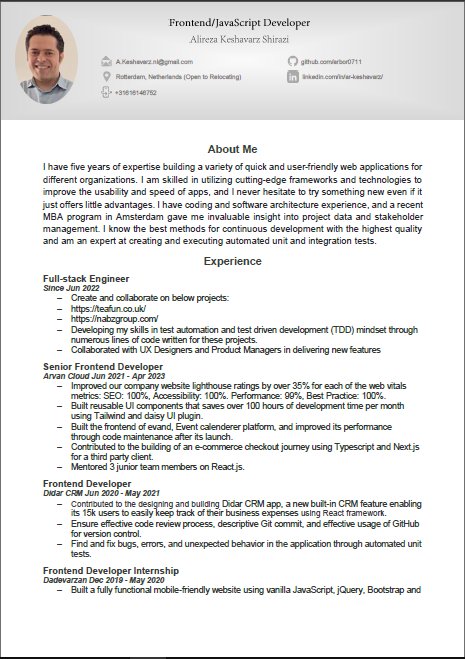 Frontend/JavaScript Developer
Alireza Keshavarz Shirazi
A.Keshavarz.nl@gmail.com
github.com/arbor0711
Rotterdam, Netherlands (Open to Relocating)
linkedin.com/in/ar-keshavarz/
+31616146752
About Me
I have five years of expertise building a variety of quick and user-friendly web applications for
different organizations. I am skilled in utilizing cutting-edge frameworks and technologies to
improve the usability and speed of apps, and I never hesitate to try something new even if it
just offers little advantages. I have coding and software architecture experience, and a recent
MBA program in Amsterdam gave me invaluable insight into project data and stakeholder
management. I know the best methods for continuous development with the highest quality
and am an expert at creating and executing automated unit and integration tests.
Experience
Full-stack Engineer
Since Jun 2022
– Create and collaborate on below projects:
– https://teafun.co.uk/
– https://nabzgroup.com/
– Developing my skills in test automation and test driven development (TDD) mindset through
numerous lines of code written for these projects.
– Collaborated with UX Designers and Product Managers in delivering new features
Senior Frontend Developer
Arvan Cloud Jun 2021 - Apr 2023
– Improved our company website lighthouse ratings by over 35% for each of the web vitals
metrics: SEO: 100%, Accessibility: 100%. Performance: 99%, Best Practice: 100%.
– Built reusable UI components that saves over 100 hours of development time per month
using Tailwind and daisy UI plugin.
– Built the frontend of evand, Event calenderer platform, and improved its performance
through code maintenance after its launch.
– Contributed to the building of an e-commerce checkout journey using Typescript and Next.js
for a third party client.
– Mentored 3 junior team members on React.js.
Frontend Developer
Didar CRM Jun 2020 - May 2021
– Contributed to the designing and building Didar CRM app, a new built-in CRM feature enabling
its 15k users to easily keep track of their business expenses using React framework.
– Ensure effective code review process, descriptive Git commit, and effective usage of GitHub
for version control.
– Find and fix bugs, errors, and unexpected behavior in the application through automated unit
tests.
Frontend Developer Internship
Dadevarzan Dec 2019 - May 2020
– Built a fully functional mobile-friendly website using vanilla JavaScript, jQuery, Bootstrap and